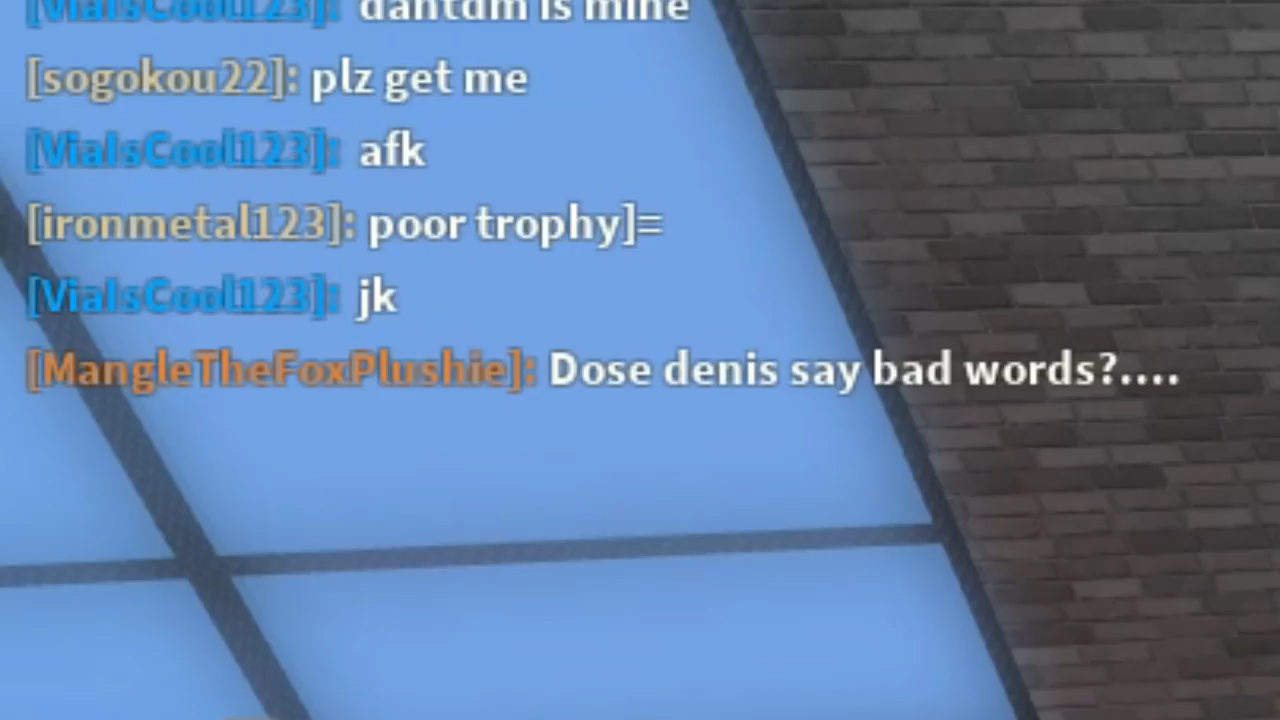 [ViaIsCool123]: dantdm is mine
[sogokou22]: plz get me
[ViaIsCool123]: afk
[ironmetal123]: poor trophy]=
[ViaIsCool123]: jk
[MangleTheFoxPlushie]: Dose denis say bad words?....